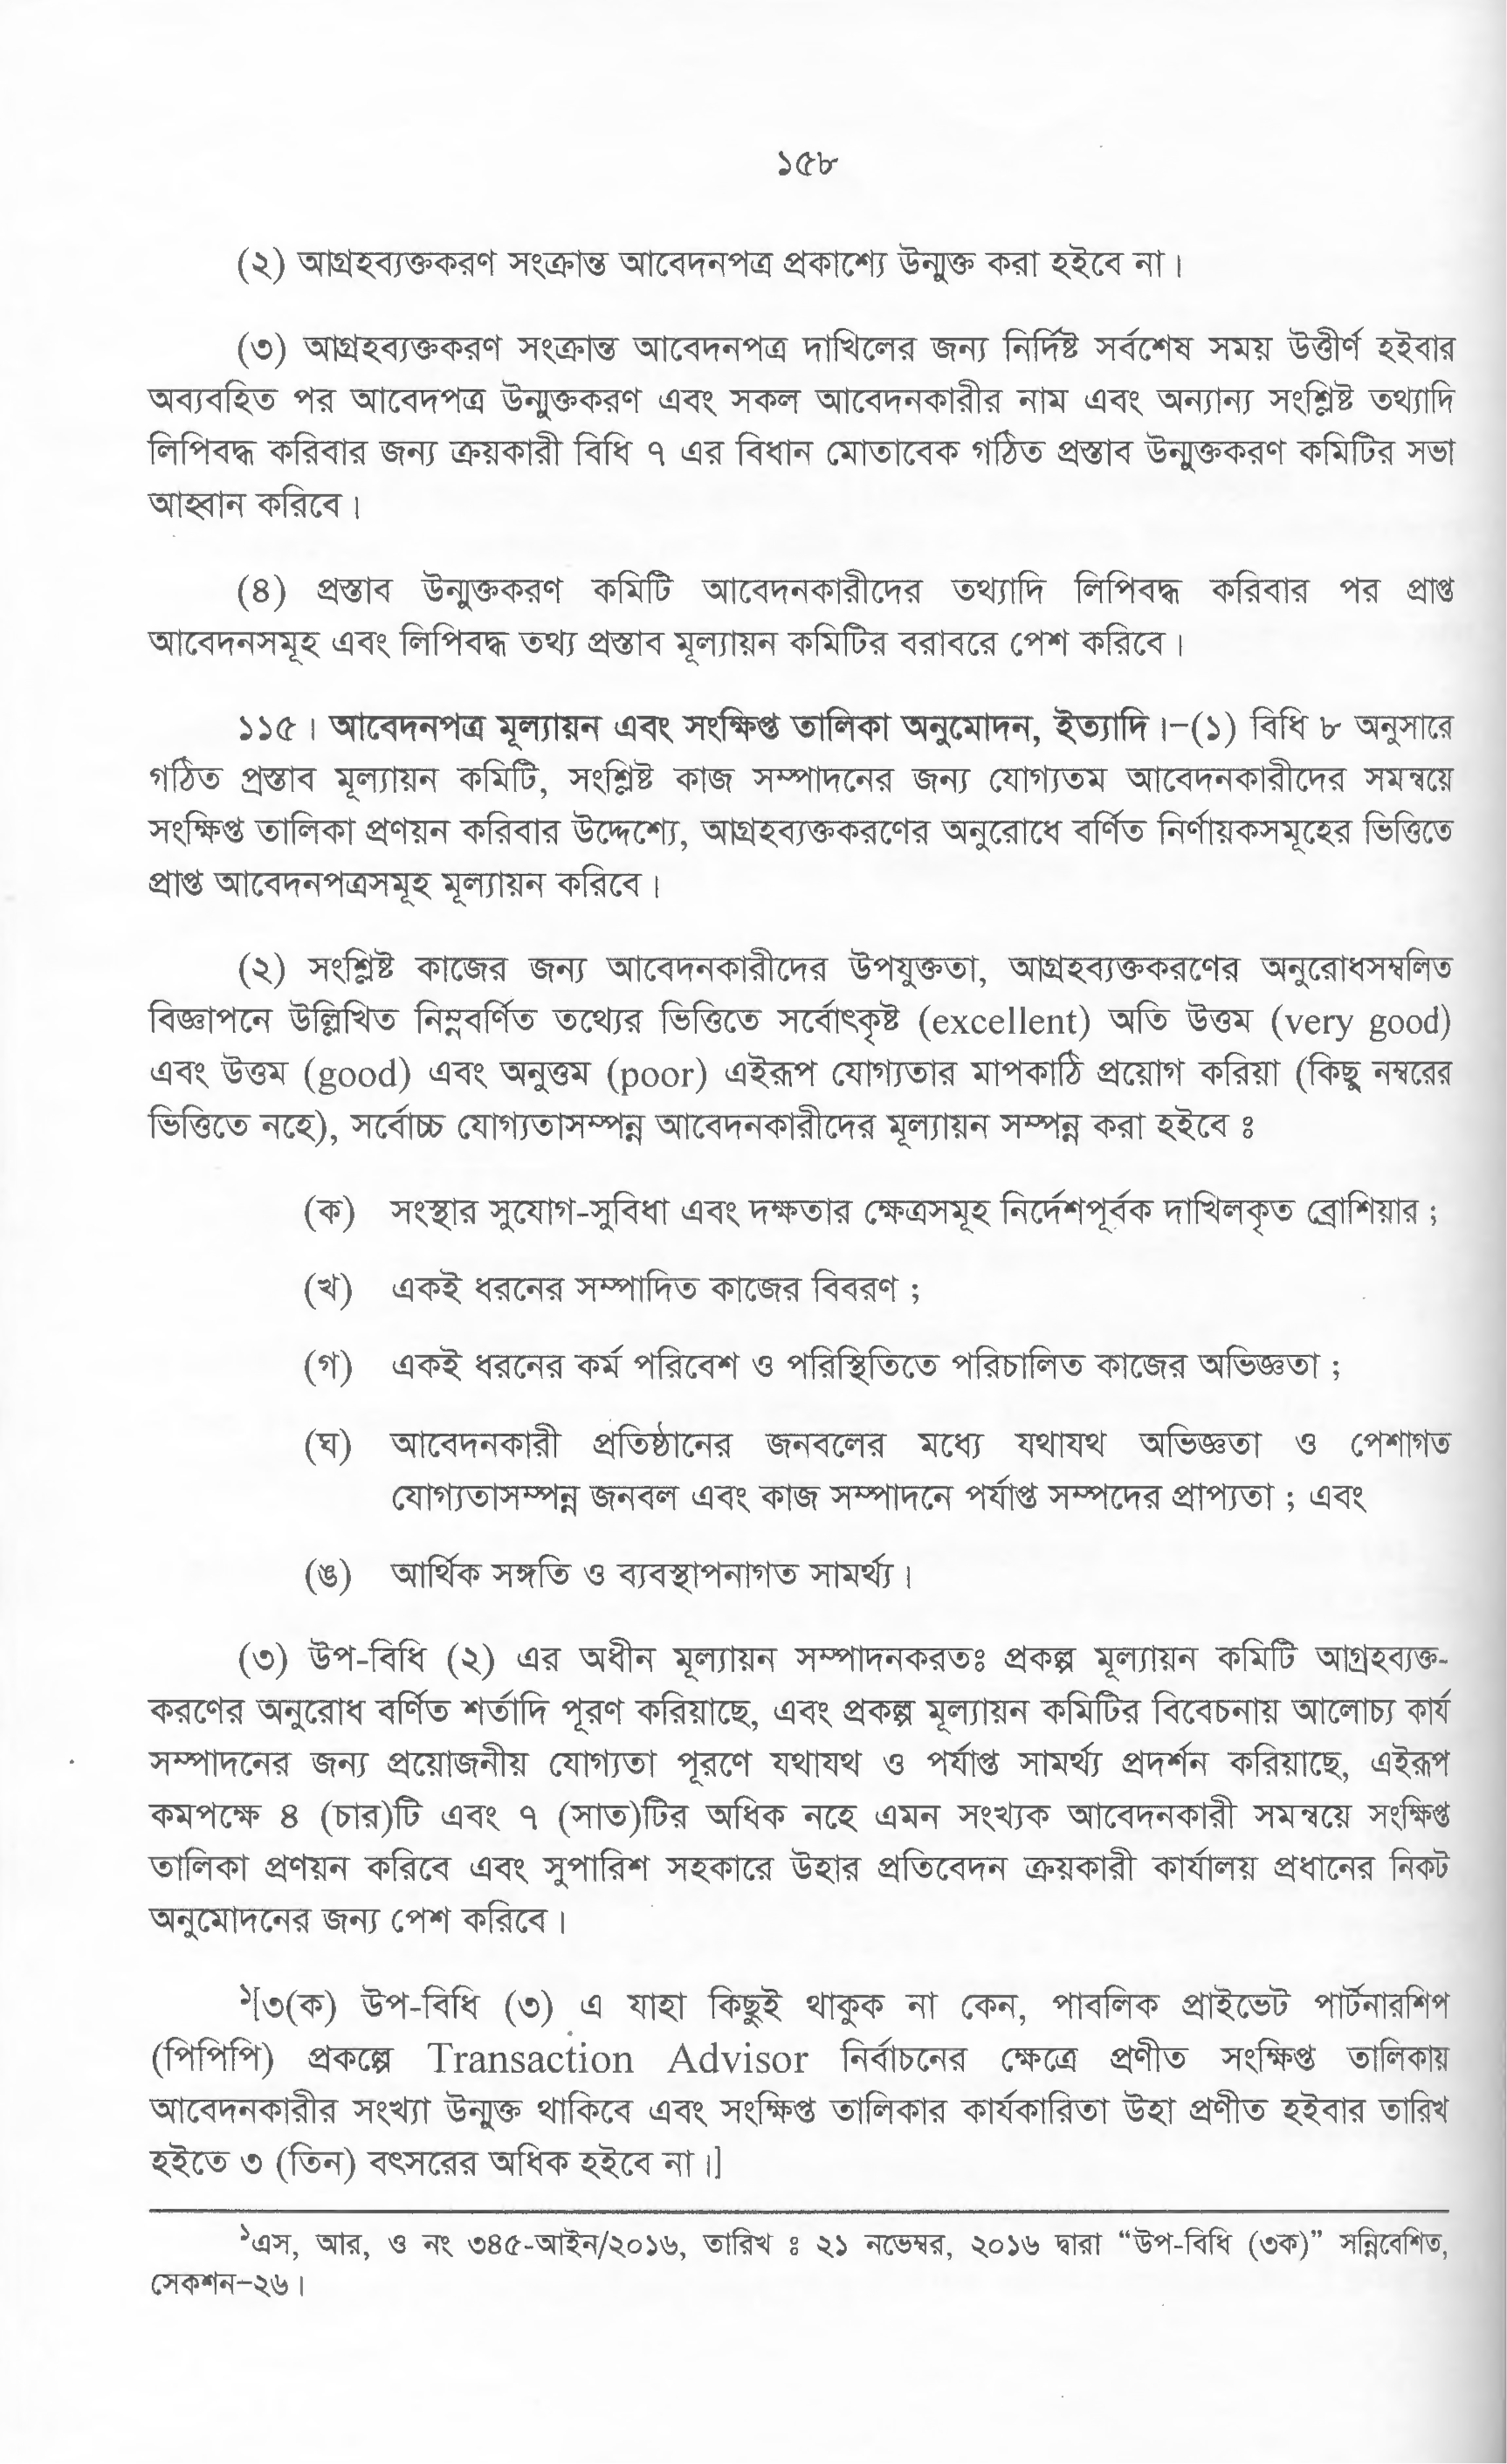 ১৫৮
(২) আগ্রহব্যক্তকরণ সংক্রান্ত আবেদনপত্র প্রকাশ্যে উন্মুক্ত করা হইবে না।
(৩) আগ্রহব্যক্তকরণ সংক্রান্ত আবেদনপত্র দাখিলের জন্য নির্দিষ্ট সর্বশেষ সময় উত্তীর্ণ হইবার
অব্যবহিত পর আবেদপত্র উন্মুক্তকরণ এবং সকল আবেদনকারীর নাম এবং অন্যান্য সংশ্লিষ্ট তথ্যাদি
লিপিবদ্ধ করিবার জন্য ক্রয়কারী বিধি ৭ এর বিধান মোতাবেক গঠিত প্রস্তাব উন্মুক্তকরণ কমিটির সভা
আহ্বান করিবে।
(৪) প্রস্তাব উন্মুক্তকরণ কমিটি আবেদনকারীদের তথ্যাদি লিপিবদ্ধ করিবার পর প্রাপ্ত
আবেদনসমূহ এবং লিপিবদ্ধ তথ্য প্রস্তাব মূল্যায়ন কমিটির বরাবরে পেশ করিবে।
১১৫। আবেদনপত্র মূল্যায়ন এবং সংক্ষিপ্ত তালিকা অনুমোদন, ইত্যাদি।–(১) বিধি ৮ অনুসারে
গঠিত প্রস্তাব মূল্যায়ন কমিটি, সংশ্লিষ্ট কাজ সম্পাদনের জন্য যোগ্যতম আবেদনকারীদের সমন্বয়ে
সংক্ষিপ্ত তালিকা প্রণয়ন করিবার উদ্দেশ্যে, আগ্রহব্যক্তকরণের অনুরোধে বর্ণিত নির্ণায়কসমূহের ভিত্তিতে
প্রাপ্ত আবেদনপত্রসমূহ মূল্যায়ন করিবে।
(২) সংশ্লিষ্ট কাজের জন্য আবেদনকারীদের উপযুক্ততা, আগ্রহব্যক্তকরণের অনুরোধসম্বলিত
বিজ্ঞাপনে উল্লিখিত নিম্নবর্ণিত তথ্যের ভিত্তিতে সর্বোৎকৃষ্ট (excellent) অতি উত্তম (very good)
এবং উত্তম (good) এবং অনুত্তম (poor) এইরূপ যোগ্যতার মাপকাঠি প্রয়োগ করিয়া (কিছু নম্বরের
ভিত্তিতে নহে), সর্বোচ্চ যোগ্যতাসম্পন্ন আবেদনকারীদের মূল্যায়ন সম্পন্ন করা হইবে ঃ
(ক) সংস্থার সুযোগ-সুবিধা এবং দক্ষতার ক্ষেত্রসমূহ নির্দেশপূর্বক দাখিলকৃত ব্রোশিয়ার ;
(খ) একই ধরনের সম্পাদিত কাজের বিবরণ ;
(গ) একই ধরনের কর্ম পরিবেশ ও পরিস্থিতিতে পরিচালিত কাজের অভিজ্ঞতা ;
(ঘ) আবেদনকারী প্রতিষ্ঠানের জনবলের মধ্যে যথাযথ অভিজ্ঞতা ও পেশাগত
যোগ্যতাসম্পন্ন জনবল এবং কাজ সম্পাদনে পর্যাপ্ত সম্পদের প্রাপ্যতা ; এবং
(ঙ) আর্থিক সঙ্গতি ও ব্যবস্থাপনাগত সামর্থ্য।
(৩) উপ-বিধি (২) এর অধীন মূল্যায়ন সম্পাদনকরতঃ প্রকল্প মূল্যায়ন কমিটি আগ্রহব্যক্ত-
করণের অনুরোধ বর্ণিত শর্তাদি পূরণ করিয়াছে, এবং প্রকল্প মূল্যায়ন কমিটির বিবেচনায় আলোচ্য কার্য
সম্পাদনের জন্য প্রয়োজনীয় যোগ্যতা পূরণে যথাযথ ও পর্যাপ্ত সামর্থ্য প্রদর্শন করিয়াছে, এইরূপ
কমপক্ষে ৪ (চার)টি এবং ৭ (সাত)টির অধিক নহে এমন সংখ্যক আবেদনকারী সমন্বয়ে সংক্ষিপ্ত
তালিকা প্রণয়ন করিবে এবং সুপারিশ সহকারে উহার প্রতিবেদন ক্রয়কারী কার্যালয় প্রধানের নিকট
অনুমোদনের জন্য পেশ করিবে।
¹[৩(ক) উপ-বিধি (৩) এ যাহা কিছুই থাকুক না কেন, পাবলিক প্রাইভেট পার্টনারশিপ
(পিপিপি) প্রকল্পে Transaction Advisor নির্বাচনের ক্ষেত্রে প্রণীত সংক্ষিপ্ত তালিকায়
আবেদনকারীর সংখ্যা উন্মুক্ত থাকিবে এবং সংক্ষিপ্ত তালিকার কার্যকারিতা উহা প্রণীত হইবার তারিখ
হইতে ৩ (তিন) বৎসরের অধিক হইবে না।]
¹এস, আর, ও নং ৩৪৫-আইন/২০১৬, তারিখ ঃ ২১ নভেম্বর, ২০১৬ দ্বারা “উপ-বিধি (৩ক)” সন্নিবেশিত,
সেকশন–২৬।